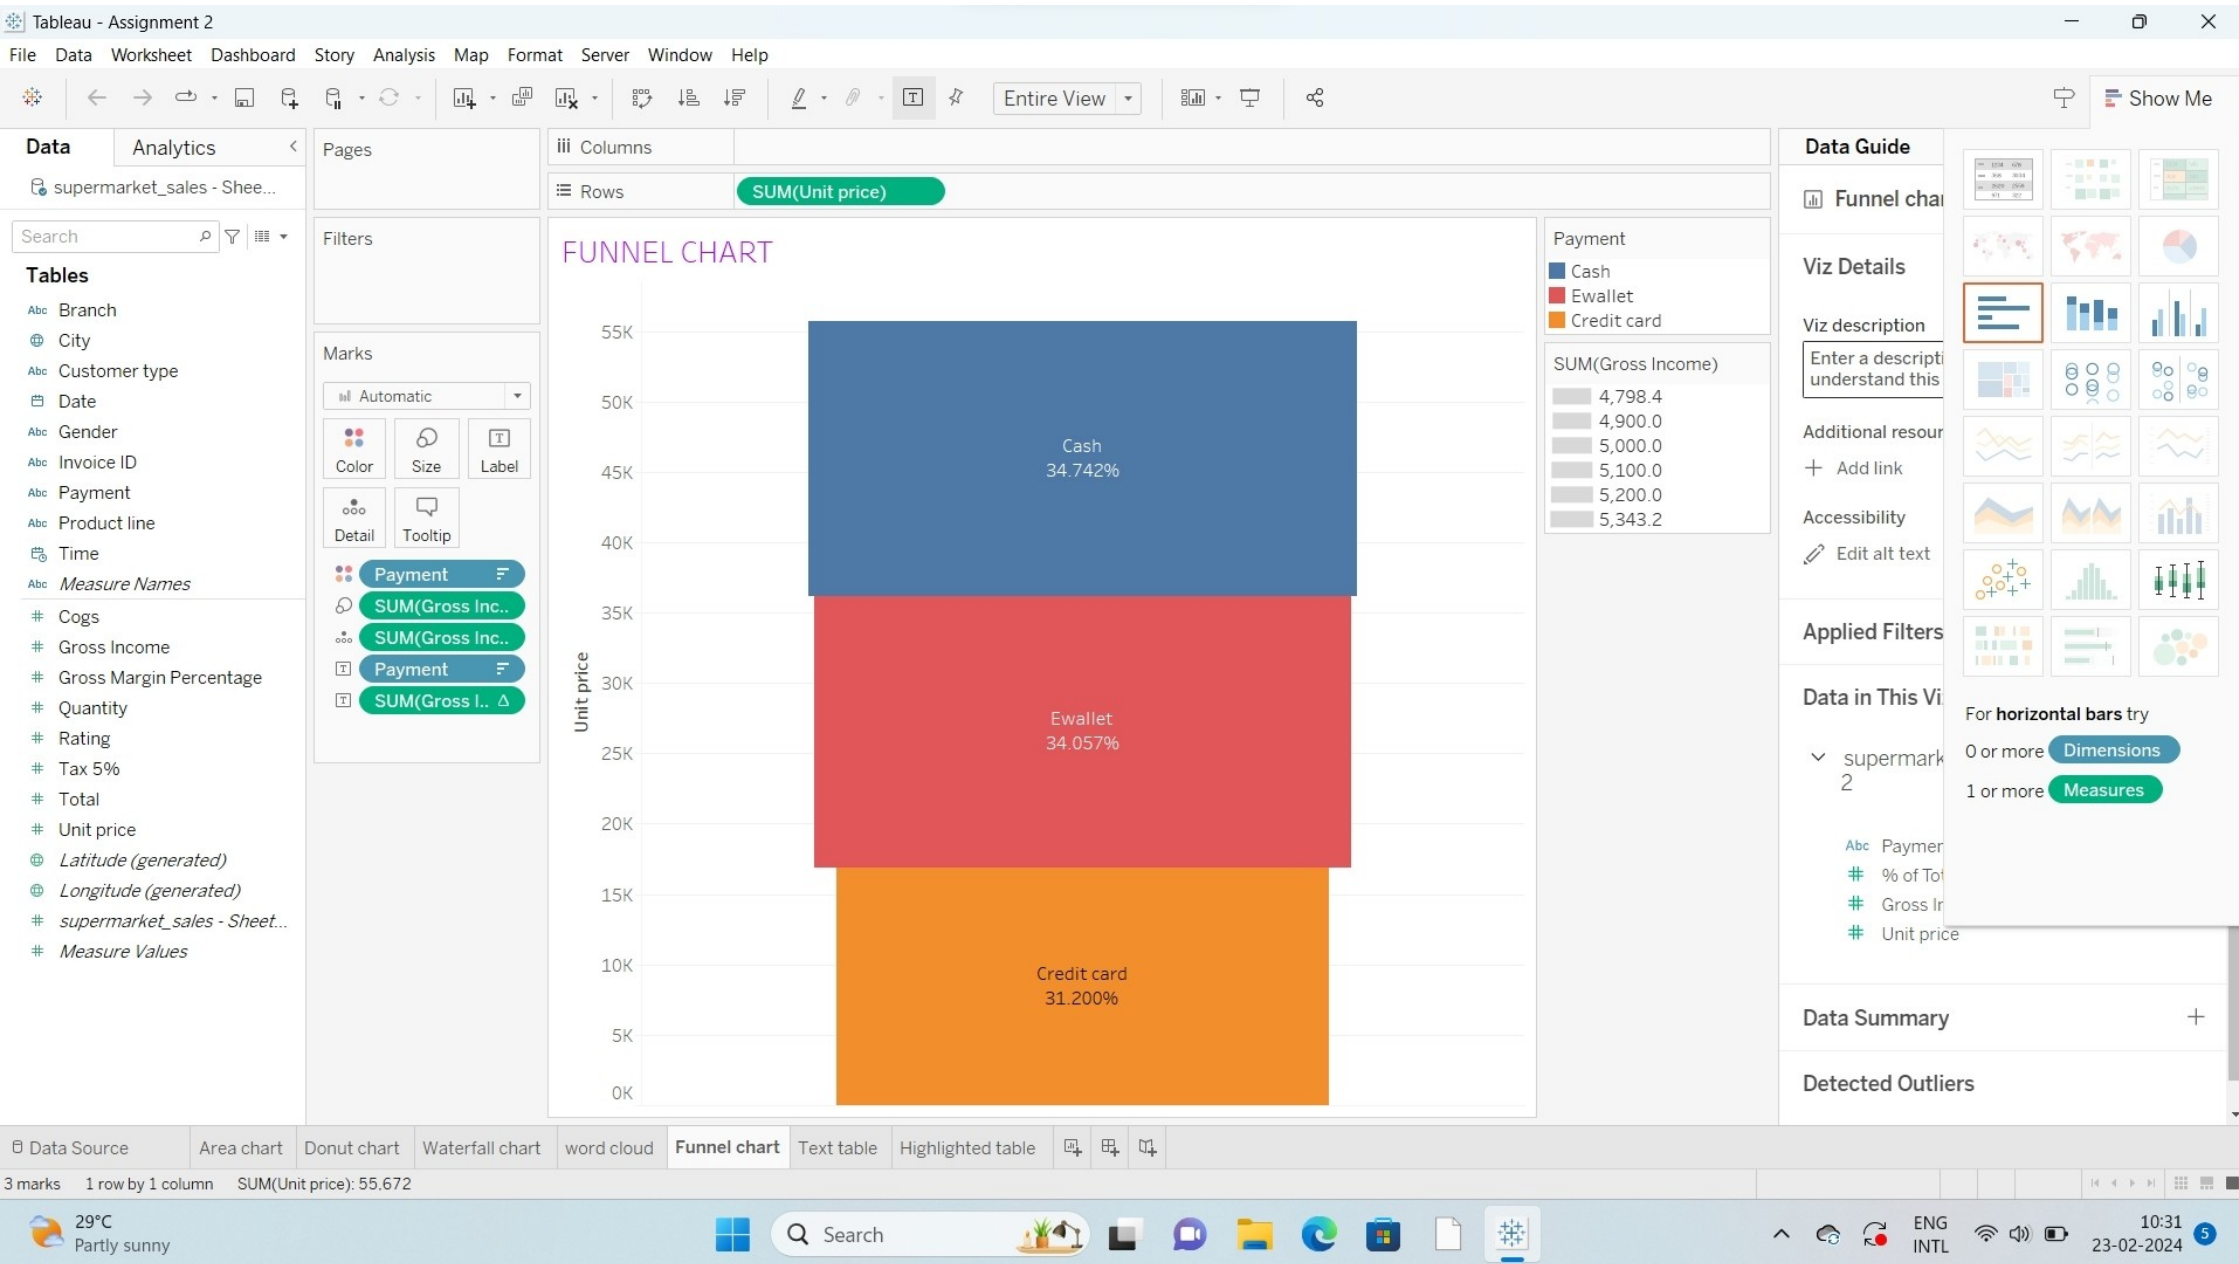 Tableau - Assignment 2
File Data Worksheet Dashboard Story Analysis Map Format Server Window Help
Entire View
Show Me
Data Analytics
supermarket_sales - Shee...
Search
Tables
Abc Branch
City
Abc Customer type
Date
Abc Gender
Abc Invoice ID
Abc Payment
Abc Product line
Time
Abc Measure Names
# Cogs
# Gross Income
# Gross Margin Percentage
# Quantity
# Rating
# Tax 5%
# Total
# Unit price
Latitude (generated)
Longitude (generated)
# supermarket_sales - Sheet...
# Measure Values
Pages
Filters
Marks
Automatic
Color Size Label
Detail Tooltip
Payment
SUM(Gross Inc..
SUM(Gross Inc..
Payment
SUM(Gross I.. Δ
Columns
Rows SUM(Unit price)
FUNNEL CHART
Unit price
55K
50K
45K
40K
35K
30K
25K
20K
15K
10K
5K
0K
Cash
34.742%
Ewallet
34.057%
Credit card
31.200%
Payment
Cash
Ewallet
Credit card
SUM(Gross Income)
4,798.4
4,900.0
5,000.0
5,100.0
5,200.0
5,343.2
Data Guide
Funnel char
Viz Details
Viz description
Enter a descripti
understand this
Additional resour
+ Add link
Accessibility
Edit alt text
Applied Filters
Data in This Vi
supermark
2
Abc Paymer
# % of Tot
# Gross Ir
# Unit price
Data Summary +
Detected Outliers
For horizontal bars try
0 or more Dimensions
1 or more Measures
Data Source Area chart Donut chart Waterfall chart word cloud Funnel chart Text table Highlighted table
3 marks 1 row by 1 column SUM(Unit price): 55,672
29°C
Partly sunny
Search
ENG
INTL
10:31
23-02-2024
5